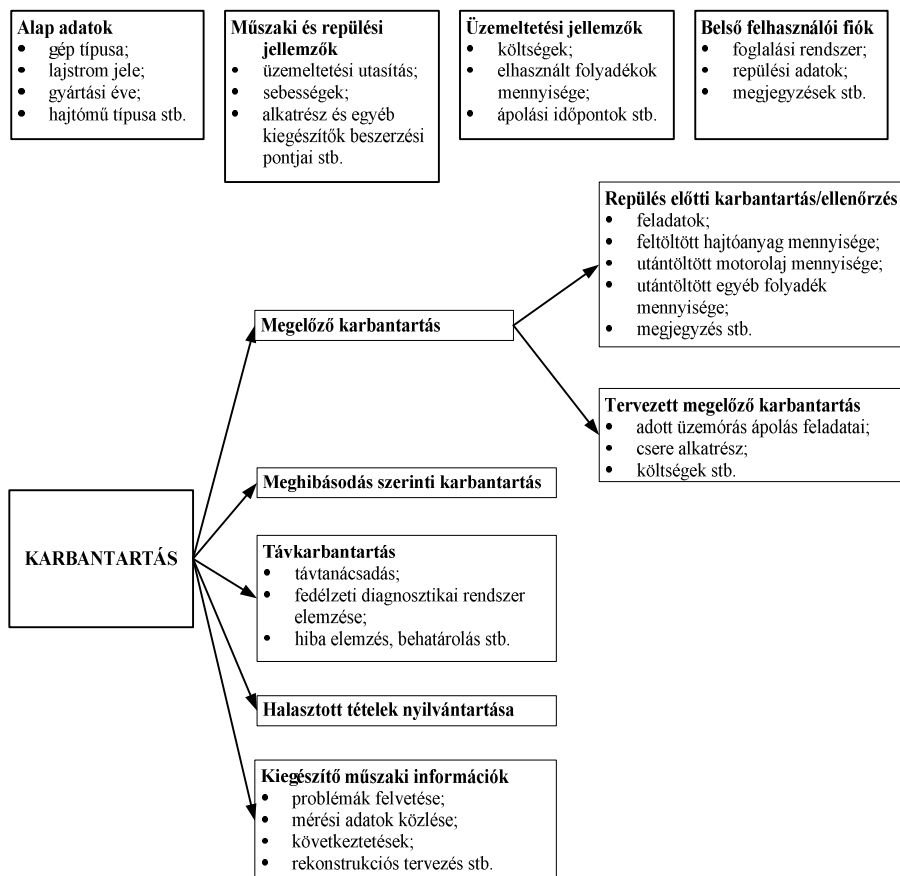 Alap adatok
• gép típusa;
• lajstrom jele;
• gyártási éve;
• hajtómű típusa stb.
Műszaki és repülési
jellemzők
• üzemeltetési utasítás;
• sebességek;
• alkatrész és egyéb
kiegészítők beszerzési
pontjai stb.
Üzemeltetési jellemzők
• költségek;
• elhasznált folyadékok
mennyisége;
• ápolási időpontok stb.
Belső felhasználói fiók
• foglalási rendszer;
• repülési adatok;
• megjegyzések stb.
Repülés előtti karbantartás/ellenőrzés
• feladatok;
• feltöltött hajtóanyag mennyisége;
• utántöltött motorolaj mennyisége;
• utántöltött egyéb folyadék
mennyisége;
• megjegyzés stb.
Megelőző karbantartás
Tervezett megelőző karbantartás
• adott üzemórás ápolás feladatai;
• csere alkatrész;
• költségek stb.
Meghibásodás szerinti karbantartás
KARBANTARTÁS
Távkarbantartás
• távtanácsadás;
• fedélzeti diagnosztikai rendszer
elemzése;
• hiba elemzés, behatárolás stb.
Halasztott tételek nyilvántartása
Kiegészítő műszaki információk
• problémák felvetése;
• mérési adatok közlése;
• következtetések;
• rekonstrukciós tervezés stb.